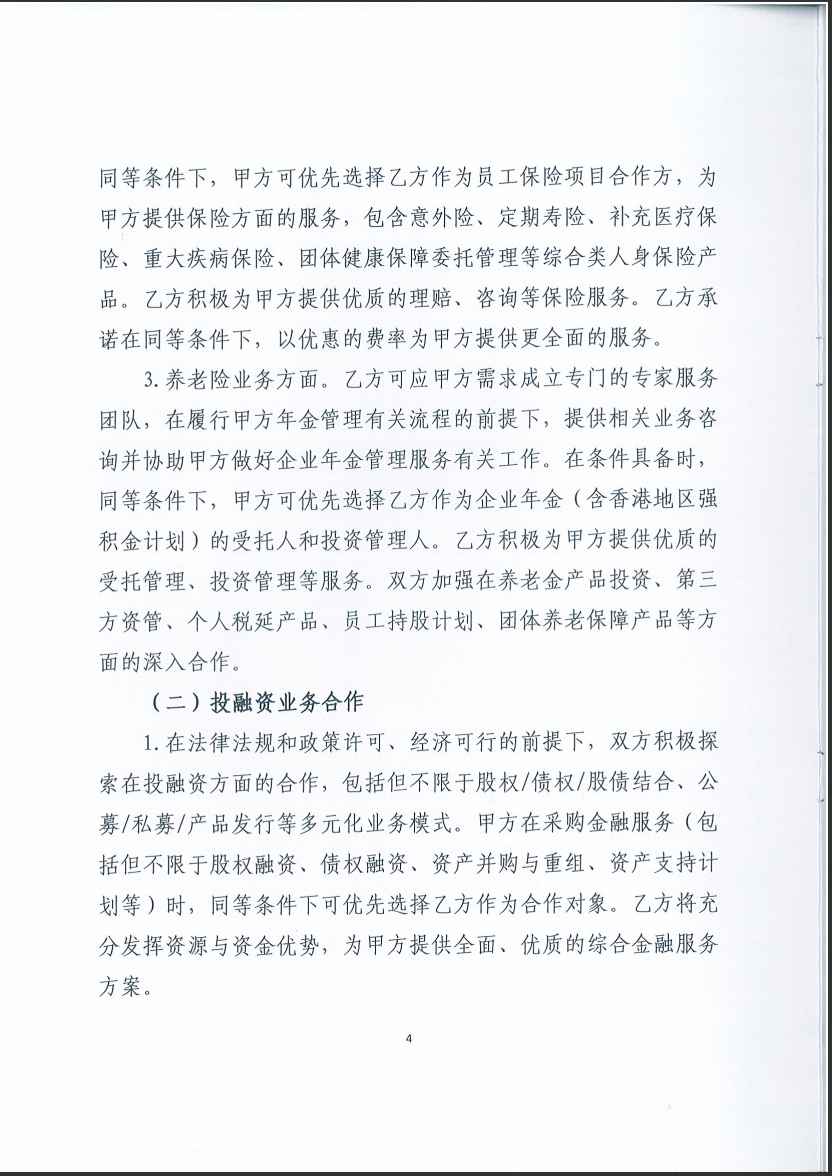 同等条件下，甲方可优先选择乙方作为员工保险项目合作方，为
甲方提供保险方面的服务，包含意外险、定期寿险、补充医疗保
险、重大疾病保险、团体健康保障委托管理等综合类人身保险产
品。乙方积极为甲方提供优质的理赔、咨询等保险服务。乙方承
诺在同等条件下，以优惠的费率为甲方提供更全面的服务。
3.养老险业务方面。乙方可应甲方需求成立专门的专家服务
团队，在履行甲方年金管理有关流程的前提下，提供相关业务咨
询并协助甲方做好企业年金管理服务有关工作。在条件具备时，
同等条件下，甲方可优先选择乙方作为企业年金（含香港地区强
积金计划）的受托人和投资管理人。乙方积极为甲方提供优质的
受托管理、投资管理等服务。双方加强在养老金产品投资、第三
方资管、个人税延产品、员工持股计划、团体养老保障产品等方
面的深入合作。
（二）投融资业务合作
1.在法律法规和政策许可、经济可行的前提下，双方积极探
索在投融资方面的合作，包括但不限于股权/债权/股债结合、公
募/私募/产品发行等多元化业务模式。甲方在采购金融服务（包
括但不限于股权融资、债权融资、资产并购与重组、资产支持计
划等）时，同等条件下可优先选择乙方作为合作对象。乙方将充
分发挥资源与资金优势，为甲方提供全面、优质的综合金融服务
方案。
4